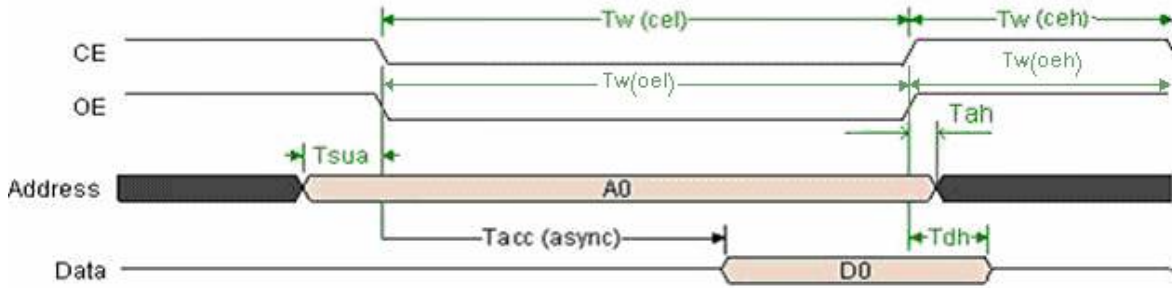 Tw (cel)
Tw (ceh)
CE
Tw(oel)
Tw(oeh)
OE
Tah
Tsua
Address
A0
Tacc (async)
Tdh
Data
D0